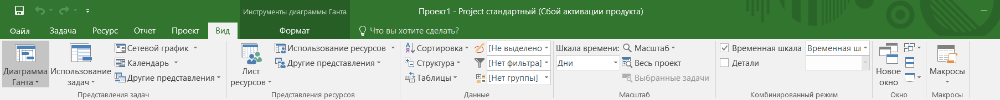 Инструменты диаграммы Ганта
Проект1 - Project стандартный (Сбой активации продукта)
Файл Задача Ресурс Отчет Проект Вид Формат Что вы хотите сделать?
Диаграмма Ганта
Использование задач
Сетевой график
Календарь
Другие представления
Представления задач
Лист ресурсов
Использование ресурсов
Другие представления
Представления ресурсов
Сортировка
Структура
Таблицы
[Не выделено
[Нет фильтра]
[Нет группы]
Данные
Шкала времени:
Дни
Масштаб
Весь проект
Выбранные задачи
Масштаб
Временная шкала
Временная ш
Детали
Комбинированный режим
Новое окно
Окно
Макросы
Макросы